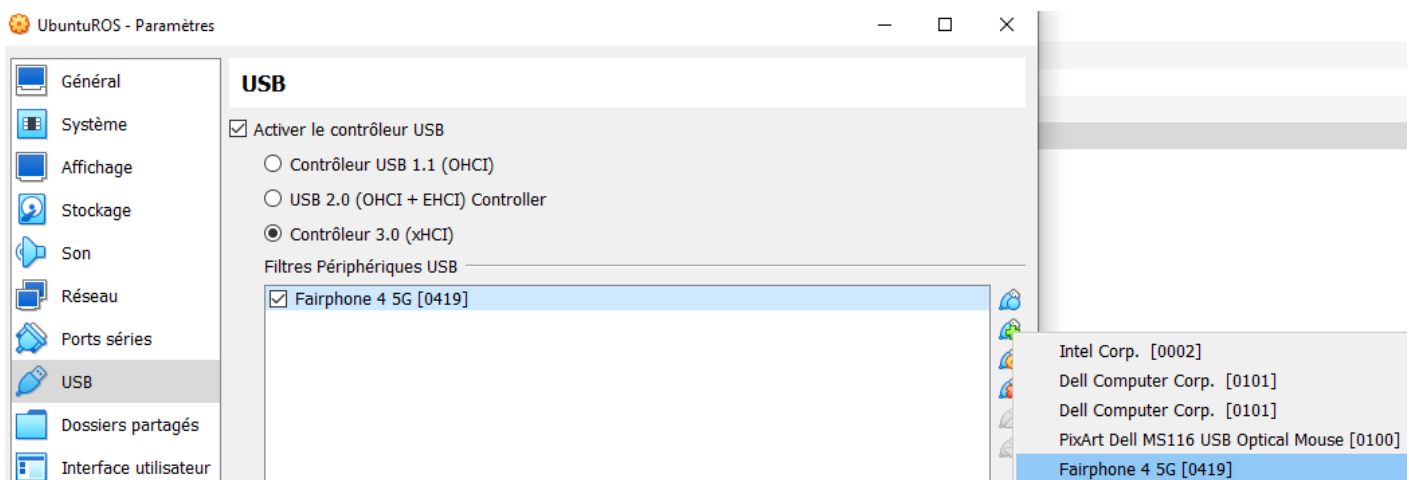 UbuntuROS - Paramètres
Général
Système
Affichage
Stockage
Son
Réseau
Ports séries
USB
Dossiers partagés
Interface utilisateur
USB
Activer le contrôleur USB
Contrôleur USB 1.1 (OHCI)
USB 2.0 (OHCI + EHCI) Controller
Contrôleur 3.0 (xHCI)
Filtres Périphériques USB
Fairphone 4 5G [0419]
Intel Corp. [0002]
Dell Computer Corp. [0101]
Dell Computer Corp. [0101]
PixArt Dell MS116 USB Optical Mouse [0100]
Fairphone 4 5G [0419]